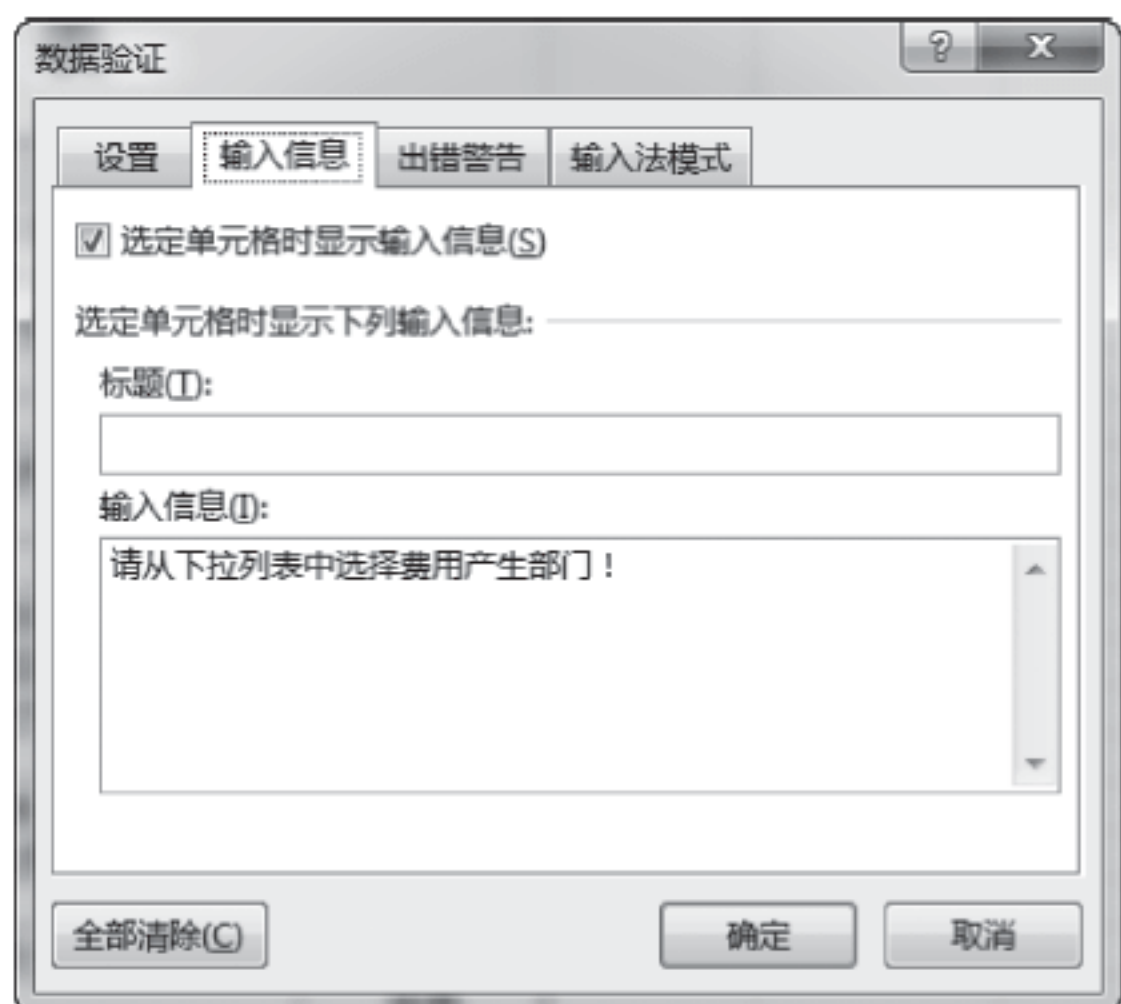 数据验证
设置 输入信息 出错警告 输入法模式
选定单元格时显示输入信息(S)
选定单元格时显示下列输入信息:
标题(T):
输入信息(I):
请从下拉列表中选择费用产生部门！
全部清除(C) 确定 取消